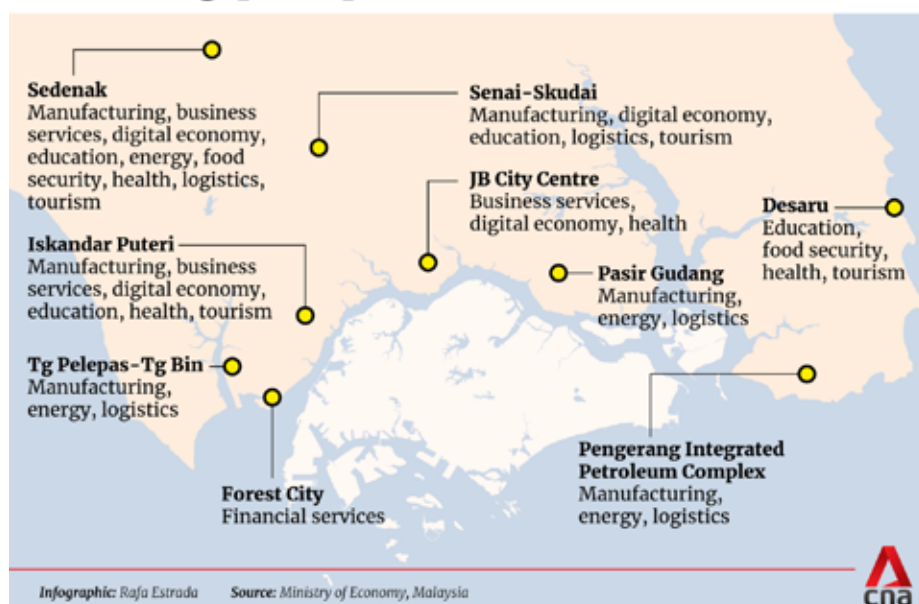 Sedenak
Manufacturing, business
services, digital economy,
education, energy, food
security, health, logistics,
tourism
Senai-Skudai
Manufacturing, digital economy,
education, logistics, tourism
JB City Centre
Business services,
digital economy, health
Desaru
Education,
food security,
health, tourism
Iskandar Puteri
Manufacturing, business
services, digital economy,
education, health, tourism
Pasir Gudang
Manufacturing,
energy, logistics
Tg Pelepas-Tg Bin
Manufacturing,
energy, logistics
Forest City
Financial services
Pengerang Integrated
Petroleum Complex
Manufacturing,
energy, logistics
Infographic: Rafa Estrada Source: Ministry of Economy, Malaysia
cna